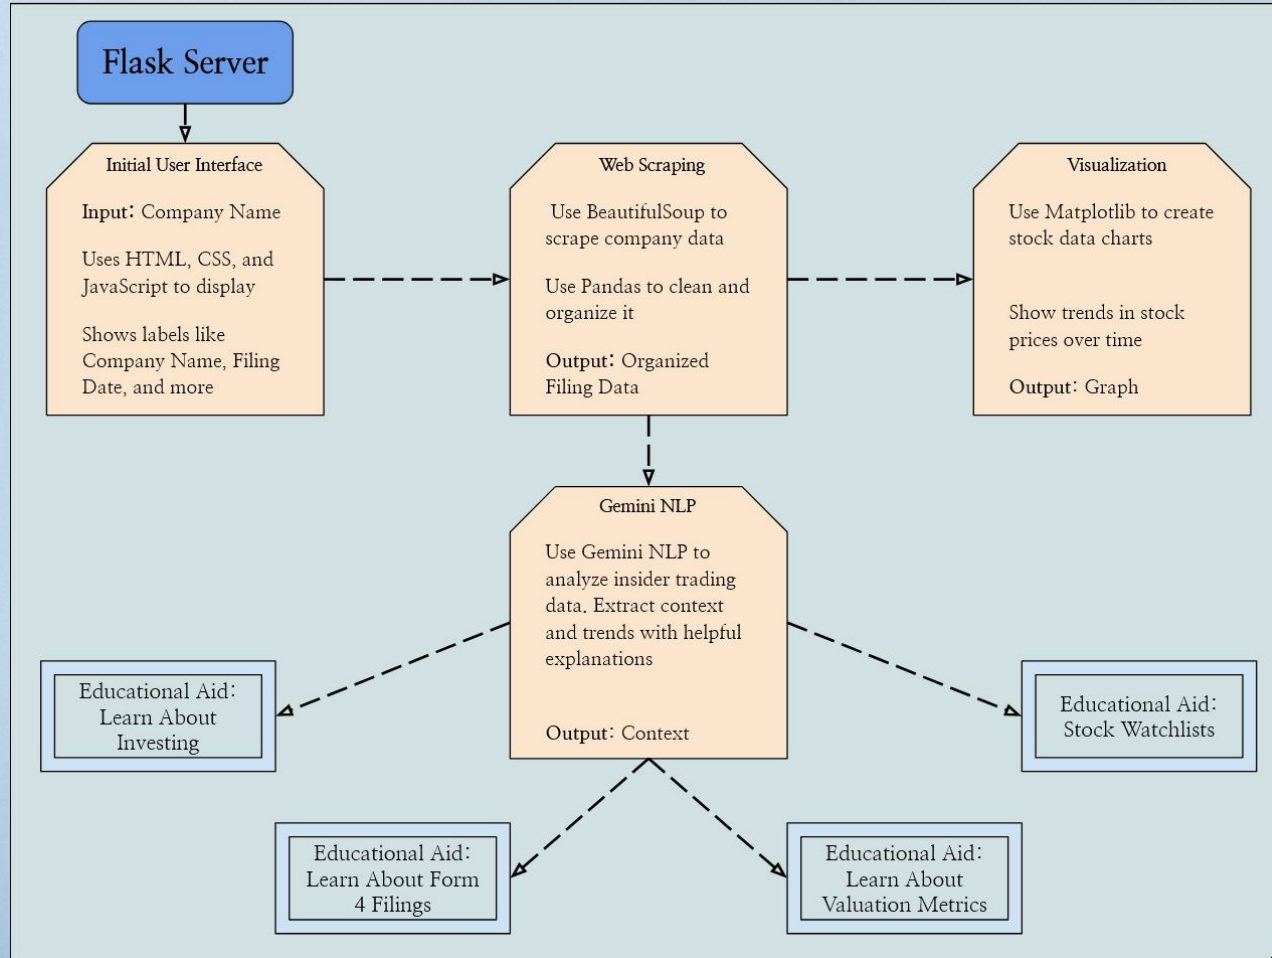 Flask Server
Initial User Interface
Input: Company Name
Uses HTML, CSS, and
JavaScript to display
Shows labels like
Company Name, Filing
Date, and more
Web Scraping
Use BeautifulSoup to
scrape company data
Use Pandas to clean and
organize it
Output: Organized
Filing Data
Visualization
Use Matplotlib to create
stock data charts
Show trends in stock
prices over time
Output: Graph
Gemini NLP
Use Gemini NLP to
analyze insider trading
data. Extract context
and trends with helpful
explanations
Output: Context
Educational Aid:
Learn About
Investing
Educational Aid:
Stock Watchlists
Educational Aid:
Learn About Form
4 Filings
Educational Aid:
Learn About
Valuation Metrics